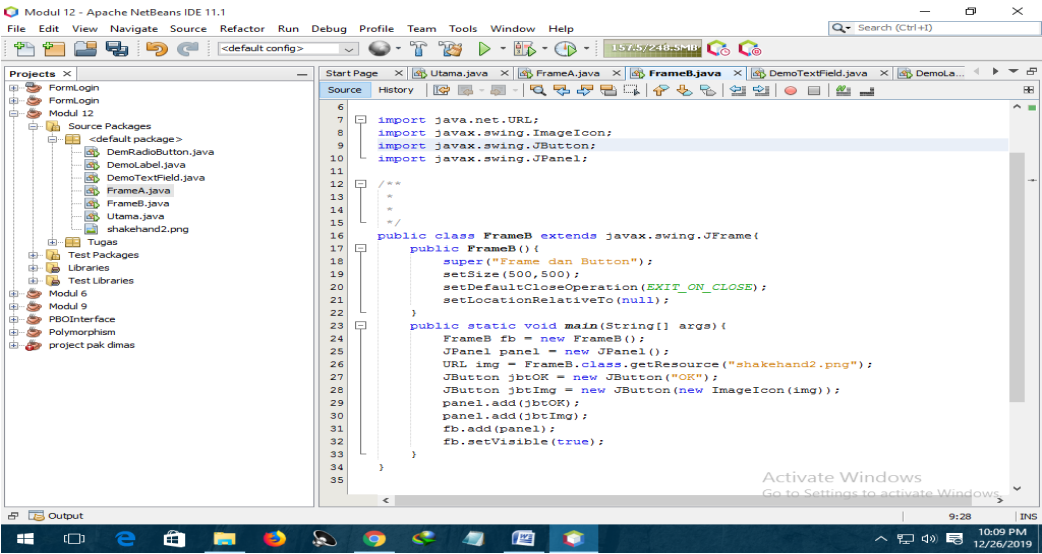 Modul 12 - Apache NetBeans IDE 11.1
File Edit View Navigate Source Refactor Run Debug Profile Team Tools Window Help
Search (Ctrl+I)
<default config>
157.5/248.5MB
Projects
FormLogin
FormLogin
Modul 12
Source Packages
<default package>
DemRadioButton.java
DemoLabel.java
DemoTextField.java
FrameA.java
FrameB.java
Utama.java
shakehand2.png
Tugas
Test Packages
Libraries
Test Libraries
Modul 6
Modul 9
PBOInterface
Polymorphism
project pak dimas
Start Page Utama.java FrameA.java FrameB.java DemoTextField.java DemoLa...
Source History
6
7 import java.net.URL;
8 import javax.swing.ImageIcon;
9 import javax.swing.JButton;
10 import javax.swing.JPanel;
11
12 /**
13 *
14 *
15 */
16 public class FrameB extends javax.swing.JFrame{
17 public FrameB(){
18 super("Frame dan Button");
19 setSize(500,500);
20 setDefaultCloseOperation(EXIT_ON_CLOSE);
21 setLocationRelativeTo(null);
22 }
23 public static void main(String[] args){
24 FrameB fb = new FrameB();
25 JPanel panel = new JPanel();
26 URL img = FrameB.class.getResource("shakehand2.png");
27 JButton jbtOK = new JButton("OK");
28 JButton jbtImg = new JButton(new ImageIcon(img));
29 panel.add(jbtOK);
30 panel.add(jbtImg);
31 fb.add(panel);
32 fb.setVisible(true);
33 }
34 }
35
Activate Windows
Go to Settings to activate Windows.
Output
9:28 INS
10:09 PM
12/26/2019